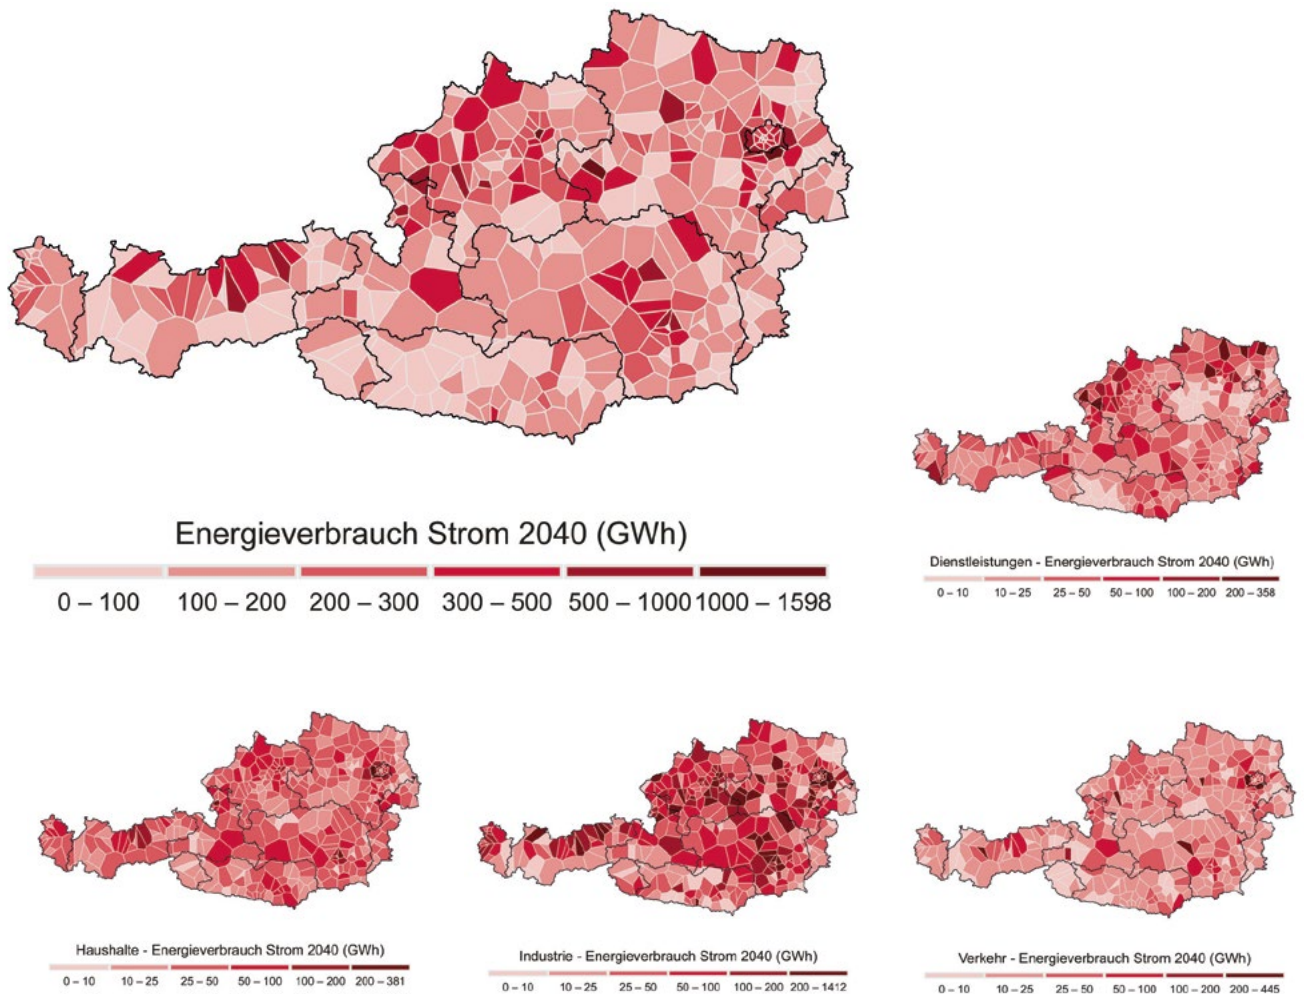 Energieverbrauch Strom 2040 (GWh)
0 – 100 100 – 200 200 – 300 300 – 500 500 – 1000 1000 – 1598
Dienstleistungen - Energieverbrauch Strom 2040 (GWh)
0 – 10 10 – 25 25 – 50 50 – 100 100 – 200 200 – 358
Haushalte - Energieverbrauch Strom 2040 (GWh)
0 – 10 10 – 25 25 – 50 50 – 100 100 – 200 200 – 381
Industrie - Energieverbrauch Strom 2040 (GWh)
0 – 10 10 – 25 25 – 50 50 – 100 100 – 200 200 – 1412
Verkehr - Energieverbrauch Strom 2040 (GWh)
0 – 10 10 – 25 25 – 50 50 – 100 100 – 200 200 – 445